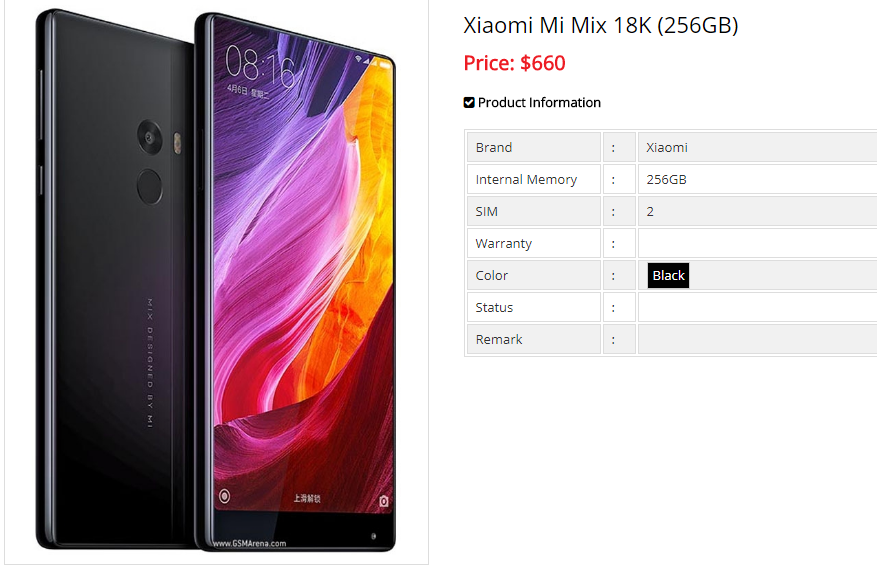 Xiaomi Mi Mix 18K (256GB)
Price: $660
Product Information
Brand : Xiaomi
Internal Memory : 256GB
SIM : 2
Warranty :
Color : Black
Status :
Remark :
08:16
4月6日 星期二
MIX DESIGNED BY MI
上滑解锁
www.GSMArena.com